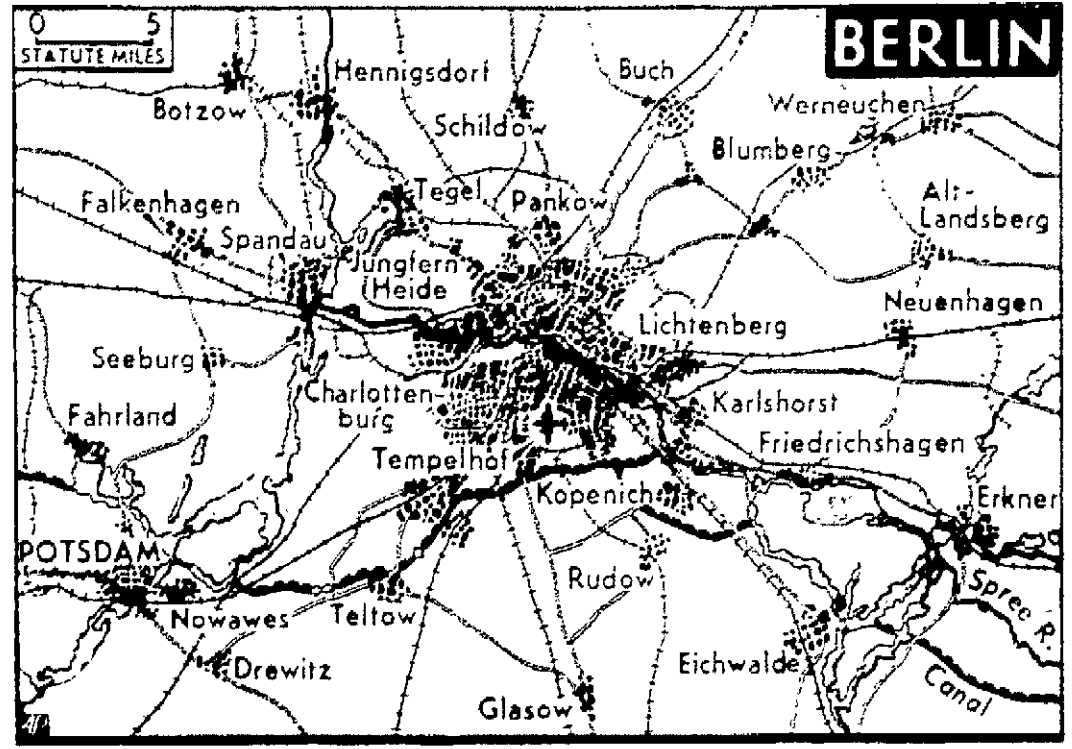 0 5
STATUTE MILES
BERLIN
Hennigsdorf
Buch
Botzow
Werneuchen
Schildow
Blumberg
Falkenhagen
Tegel
Pankow
Alt-
Landsberg
Spandau
Jungfern
Heide
Neuenhagen
Lichtenberg
Seeburg
Charlotten-
burg
Karlshorst
Fahrland
Friedrichshagen
Tempelhof
Kopenich
Erkner
POTSDAM
Rudow
Spree R.
Nowawes
Teltow
Drewitz
Eichwalde
Canal
Glasow
AP